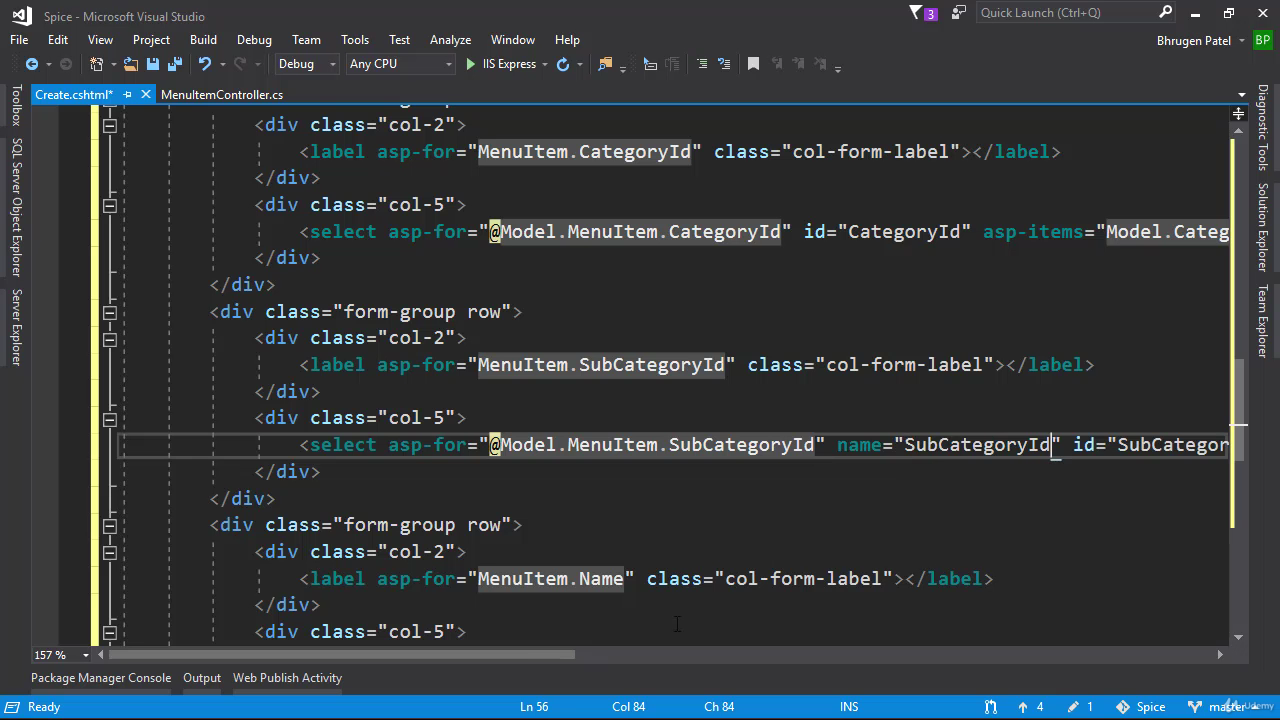 Spice - Microsoft Visual Studio
3
Quick Launch (Ctrl+Q)
File Edit View Project Build Debug Team Tools Test Analyze Window Help
Bhrugen Patel BP
Debug Any CPU IIS Express
Create.cshtml* MenuItemController.cs
Toolbox
SQL Server Object Explorer
Server Explorer
Diagnostic Tools
Solution Explorer
Team Explorer
<div class="col-2">
<label asp-for="MenuItem.CategoryId" class="col-form-label"></label>
</div>
<div class="col-5">
<select asp-for="@Model.MenuItem.CategoryId" id="CategoryId" asp-items="Model.Categ
</div>
</div>
<div class="form-group row">
<div class="col-2">
<label asp-for="MenuItem.SubCategoryId" class="col-form-label"></label>
</div>
<div class="col-5">
<select asp-for="@Model.MenuItem.SubCategoryId" name="SubCategoryId" id="SubCategor
</div>
</div>
<div class="form-group row">
<div class="col-2">
<label asp-for="MenuItem.Name" class="col-form-label"></label>
</div>
<div class="col-5">
157 %
Package Manager Console Output Web Publish Activity
Ready Ln 56 Col 84 Ch 84 INS 4 1 Spice master
Udemy